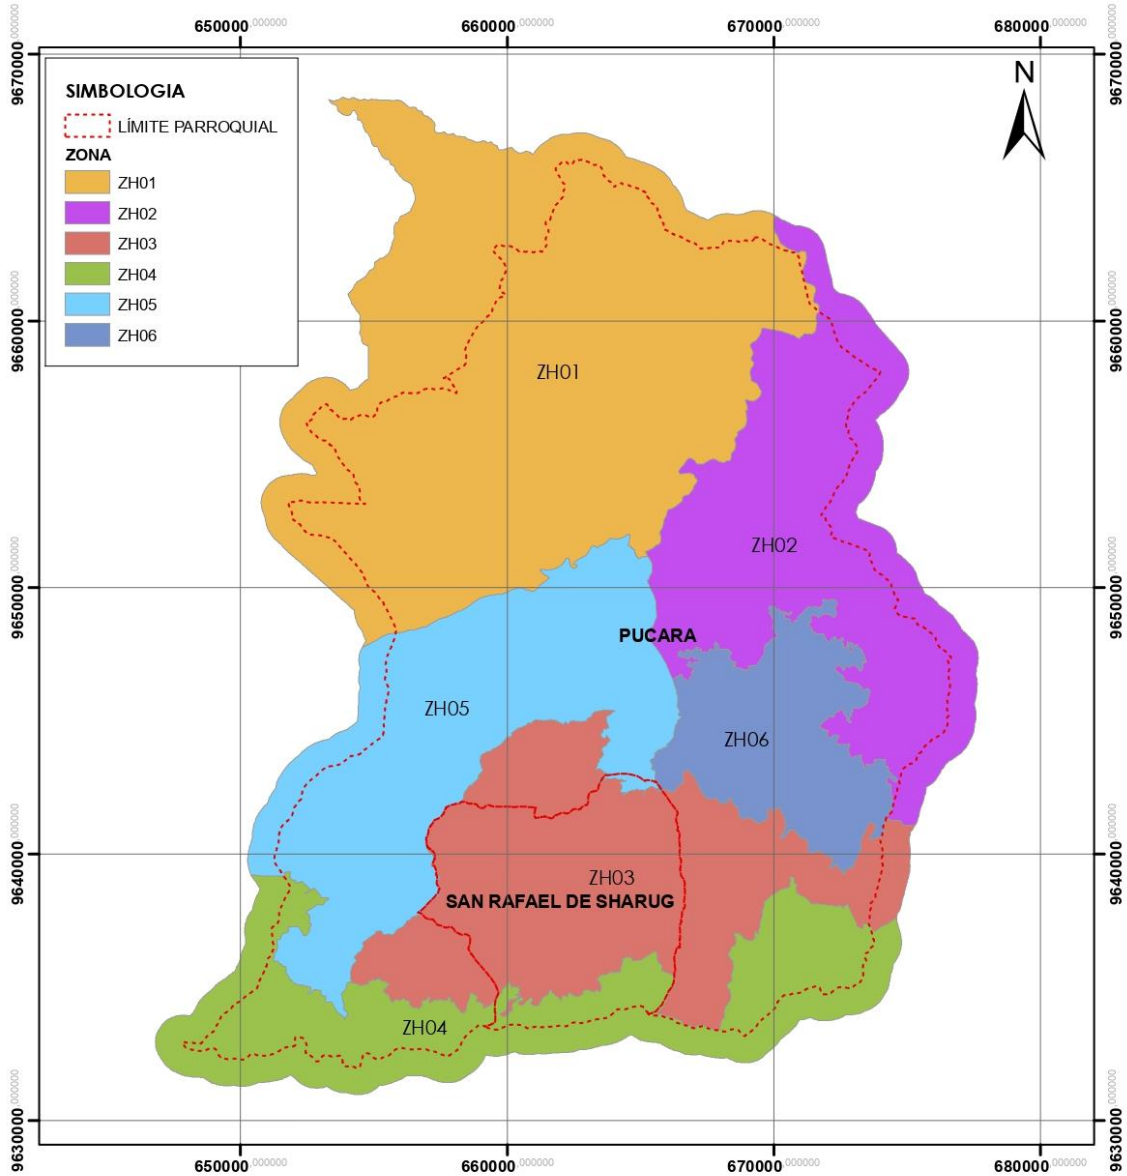 650000,000000 660000,000000 670000,000000 680000,000000
9670000,000000 9670000,000000
N
SIMBOLOGIA
LÍMITE PARROQUIAL
ZONA
ZH01
ZH02
ZH03
ZH04
ZH05
ZH06
9660000,000000 9660000,000000
ZH01
ZH02
9650000,000000 9650000,000000
PUCARA
ZH05
ZH06
9640000,000000 9640000,000000
ZH03
SAN RAFAEL DE SHARUG
ZH04
9630000,000000 9630000,000000
650000,000000 660000,000000 670000,000000 680000,000000